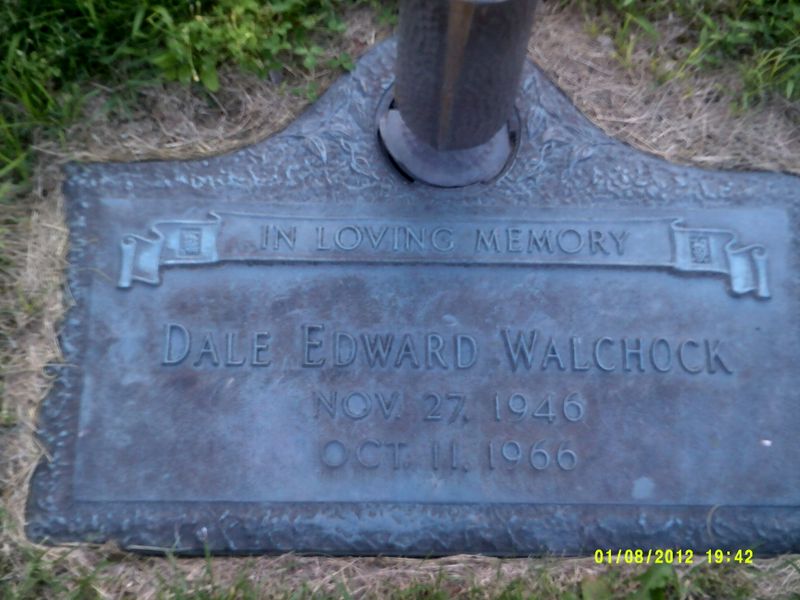 IN LOVING MEMORY
DALE EDWARD WALCHOCK
NOV. 27, 1946
OCT. 11, 1966
01/08/2012 19:42